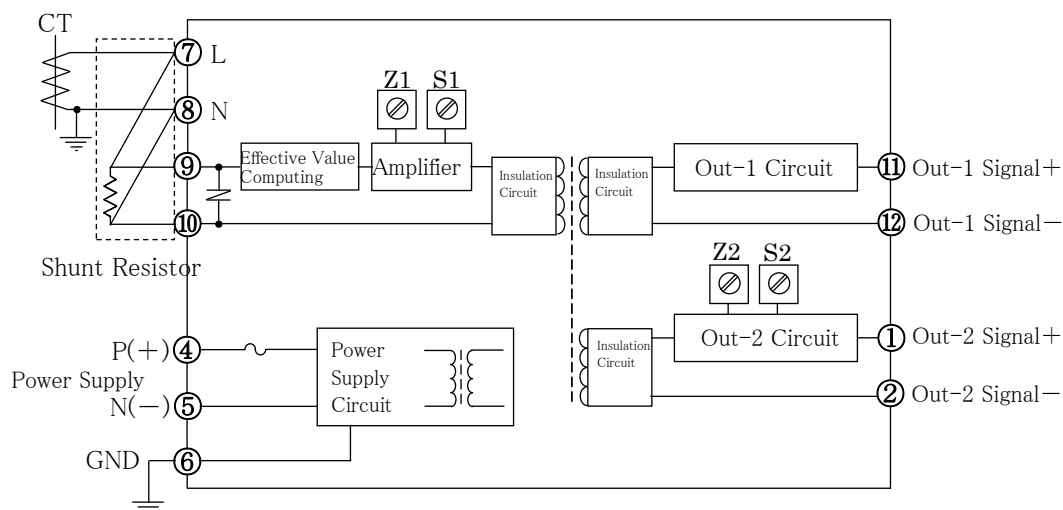 CT
⑦ L
⑧ N
⑨
⑩
Shunt Resistor
Effective Value
Computing
Z1 S1
Amplifier
Insulation
Circuit
Insulation
Circuit
Out-1 Circuit
⑪ Out-1 Signal+
⑫ Out-1 Signal−
Z2 S2
Insulation
Circuit
Out-2 Circuit
① Out-2 Signal+
② Out-2 Signal−
P(+) ④
Power Supply
N(−) ⑤
GND ⑥
Power
Supply
Circuit